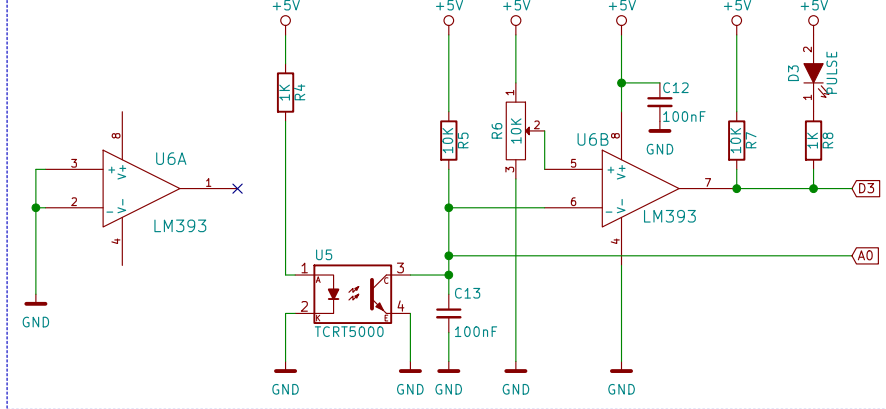 +5V +5V +5V +5V +5V +5V
1K R4
10K R5
R6 10K 1 2 3
C12
100nF
GND
10K R7
D3 PULSE 2 1
1K R8
U6A
8
3 + V+
2 - V-
1
4
LM393
GND
U6B
8
5 + V+
6 - V-
7
4
LM393
D3
A0
U5
1 A C 3
2 K E 4
TCRT5000
C13
100nF
GND GND GND GND GND